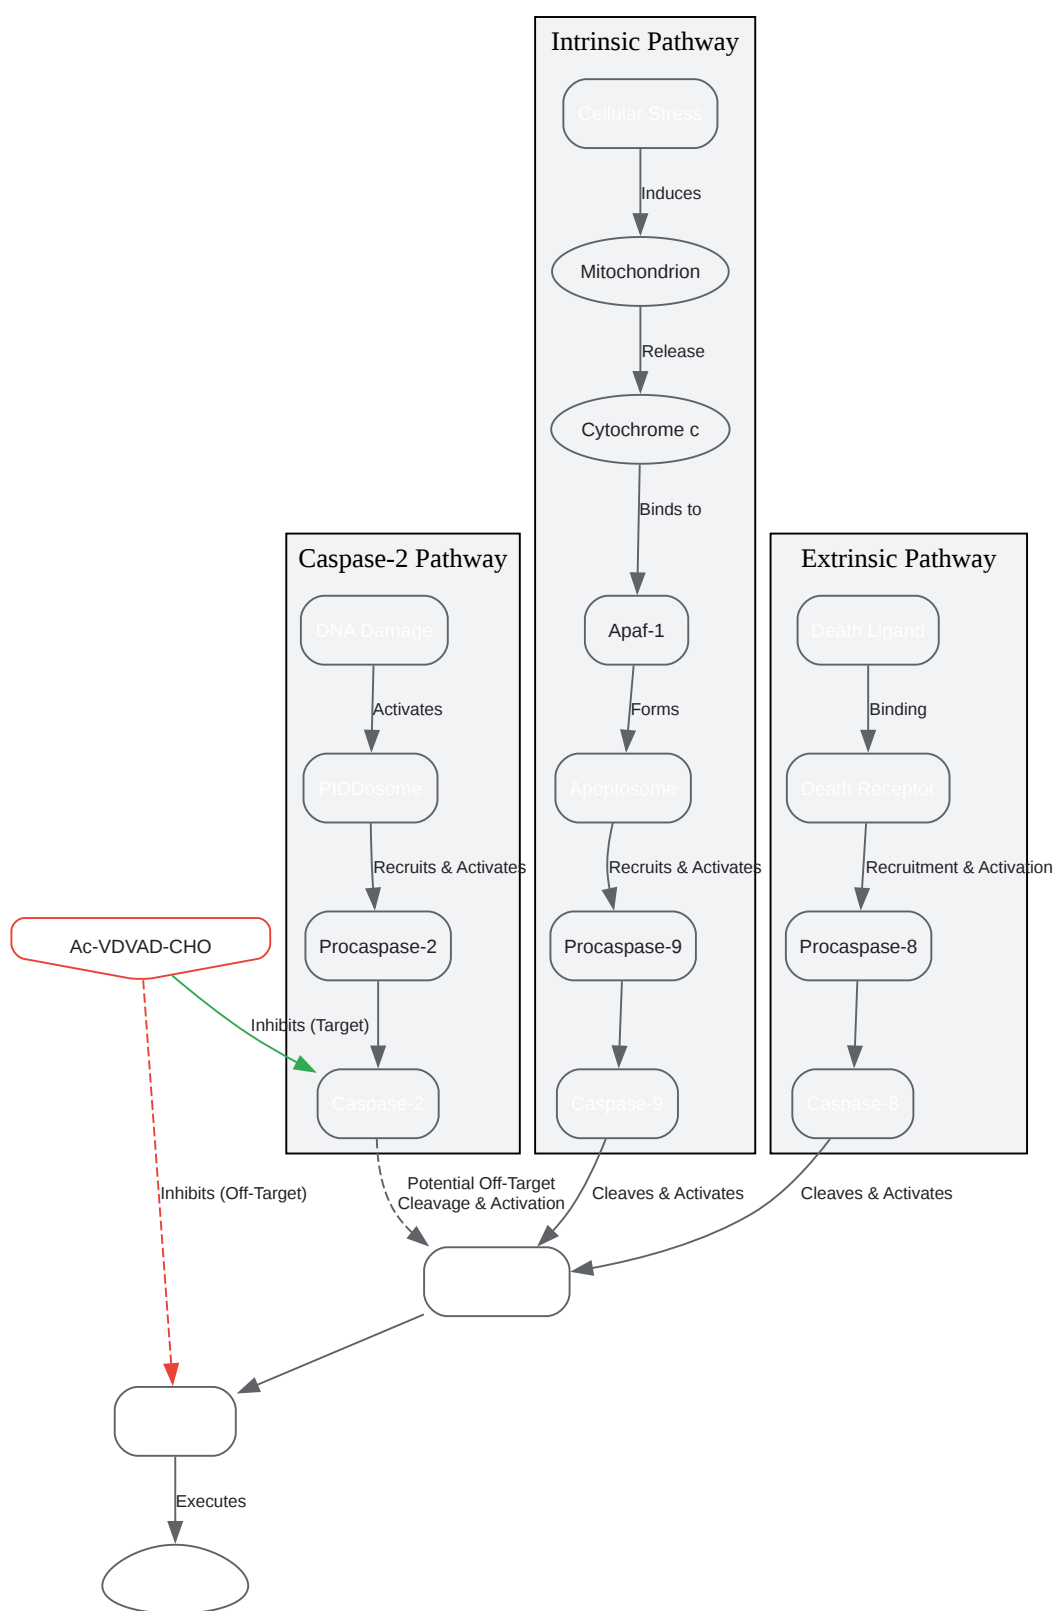 Intrinsic Pathway
Cellular Stress
Induces
Mitochondrion
Release
Cytochrome c
Binds to
Caspase-2 Pathway
DNA Damage
Activates
PIDDosome
Recruits & Activates
Procaspase-2
Caspase-2
Apaf-1
Forms
Apoptosome
Recruits & Activates
Procaspase-9
Caspase-9
Extrinsic Pathway
Death Ligand
Binding
Death Receptor
Recruitment & Activation
Procaspase-8
Caspase-8
Ac-VDVAD-CHO
Inhibits (Target)
Inhibits (Off-Target)
Potential Off-Target
Cleavage & Activation
Cleaves & Activates
Cleaves & Activates
Executes